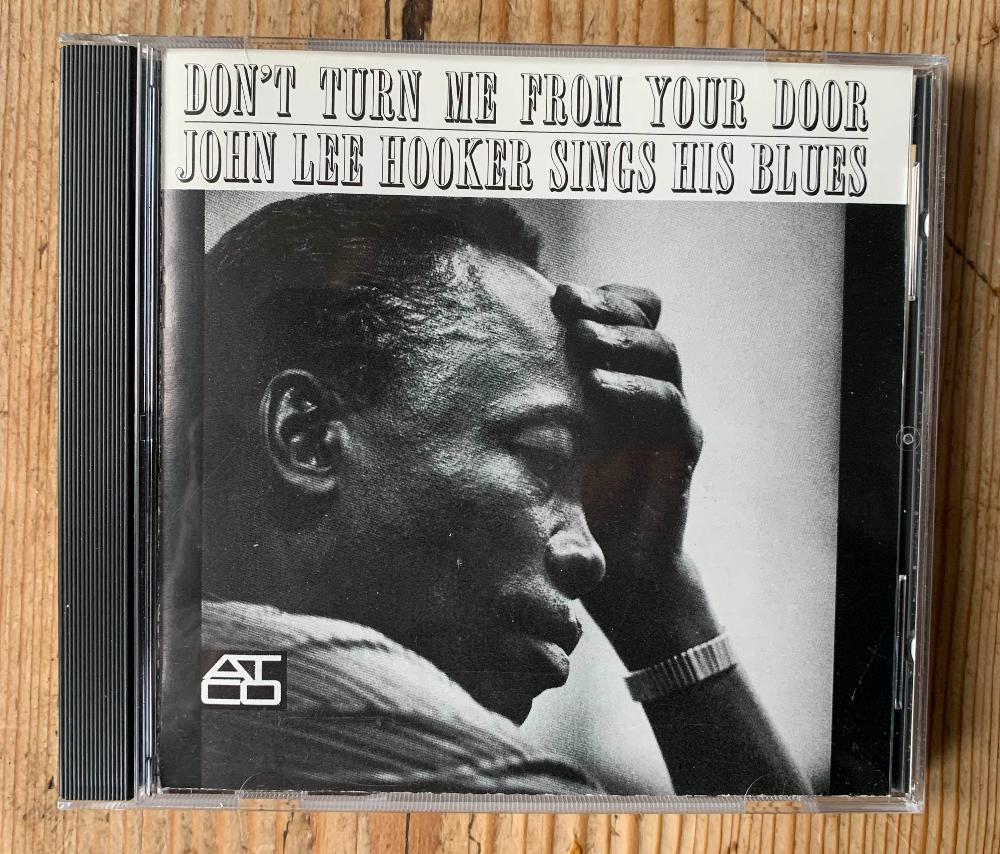 DON'T TURN ME FROM YOUR DOOR
JOHN LEE HOOKER SINGS HIS BLUES
ATCO